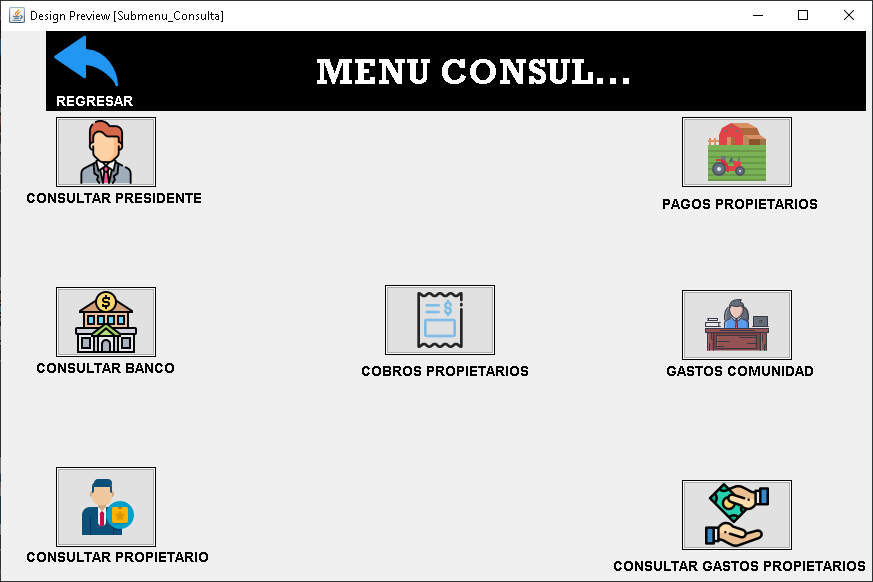 Design Preview [Submenu_Consulta]
MENU CONSUL...
REGRESAR
CONSULTAR PRESIDENTE
PAGOS PROPIETARIOS
CONSULTAR BANCO
COBROS PROPIETARIOS
GASTOS COMUNIDAD
CONSULTAR PROPIETARIO
CONSULTAR GASTOS PROPIETARIOS